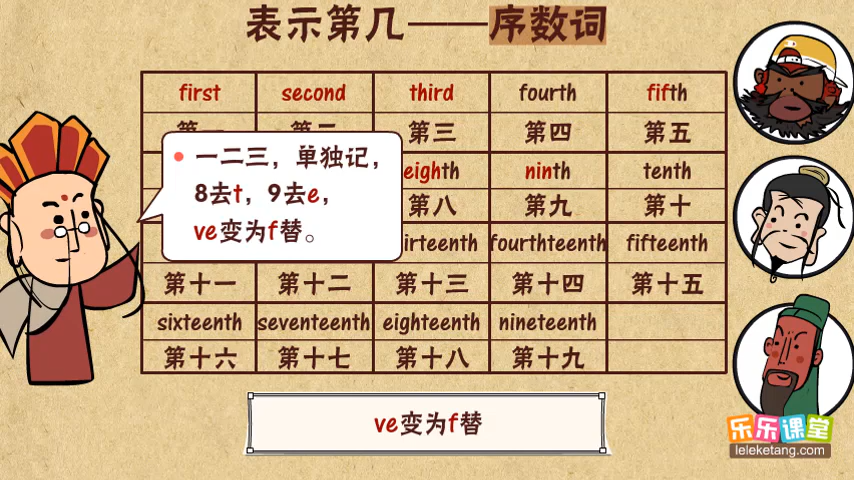 表示第几——序数词
first second third fourth fifth
第三 第四 第五
eighth ninth tenth
第八 第九 第十
一二三，单独记，
8去t，9去e，
ve变为f替。
irteenth fourthteenth fifteenth
第十一 第十二 第十三 第十四 第十五
sixteenth seventeenth eighteenth nineteenth
第十六 第十七 第十八 第十九
ve变为f替
乐乐课堂
leleketang.com